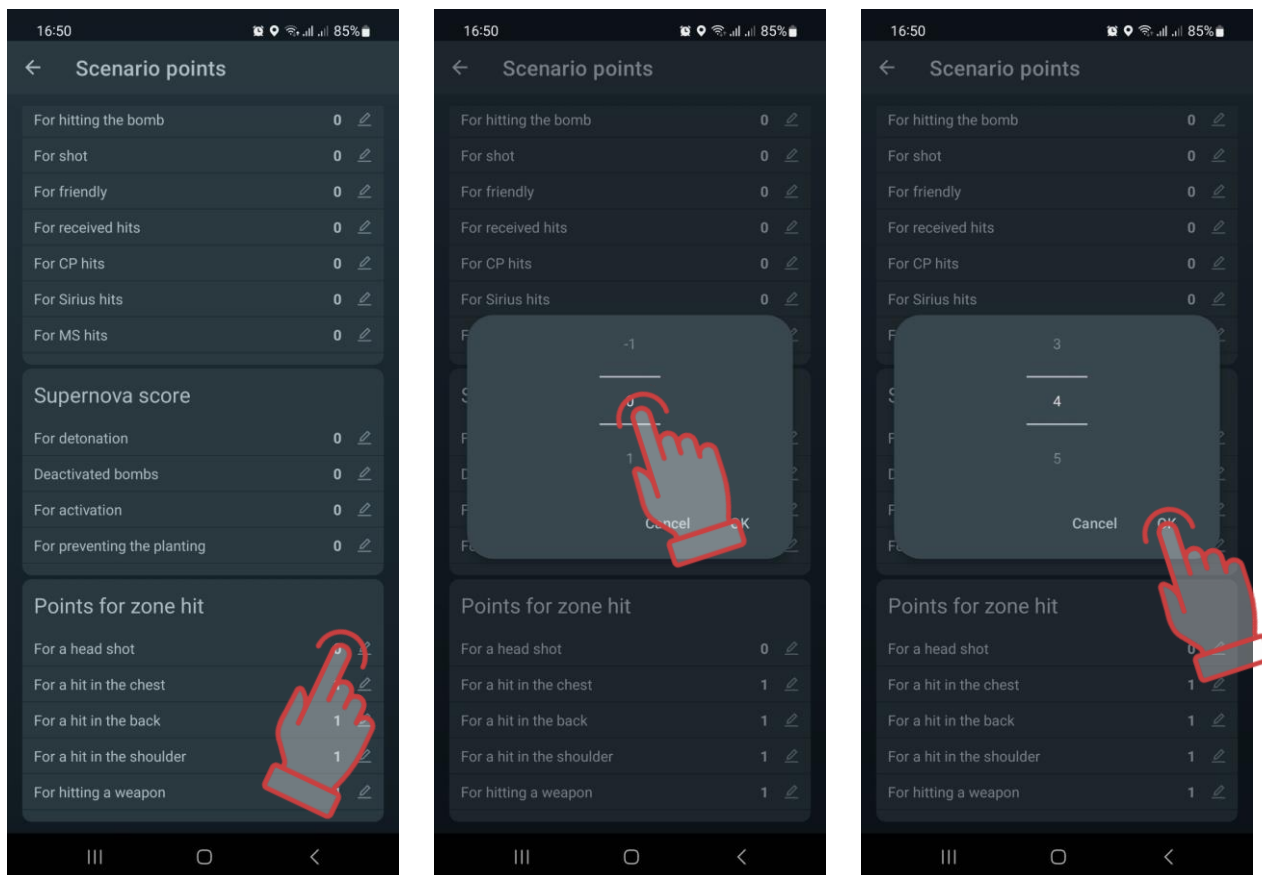 16:50 85%
Scenario points
For hitting the bomb 0
For shot 0
For friendly 0
For received hits 0
For CP hits 0
For Sirius hits 0
For MS hits 0
Supernova score
For detonation 0
Deactivated bombs 0
For activation 0
For preventing the planting 0
Points for zone hit
For a head shot 0
For a hit in the chest
For a hit in the back 1
For a hit in the shoulder 1
For hitting a weapon
16:50 85%
Scenario points
For hitting the bomb 0
For shot 0
For friendly 0
For received hits 0
For CP hits 0
For Sirius hits 0
-1
0
1
Cancel OK
Points for zone hit
For a head shot 0
For a hit in the chest 1
For a hit in the back 1
For a hit in the shoulder 1
For hitting a weapon 1
16:50 85%
Scenario points
For hitting the bomb 0
For shot 0
For friendly 0
For received hits 0
For CP hits 0
For Sirius hits 0
3
4
5
Cancel OK
Points for zone hit
For a head shot 0
For a hit in the chest 1
For a hit in the back 1
For a hit in the shoulder 1
For hitting a weapon 1